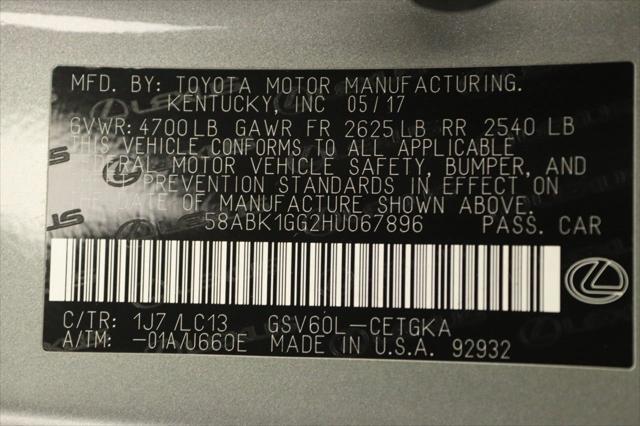 MFD. BY: TOYOTA MOTOR MANUFACTURING.
KENTUCKY, INC 05/17
GVWR: 4700 LB GAWR FR 2625 LB RR 2540 LB
THIS VEHICLE CONFORMS TO ALL APPLICABLE
RAL MOTOR VEHICLE SAFETY, BUMPER, AND
PREVENTION STANDARDS IN EFFECT ON
THE DATE OF MANUFACTURE SHOWN ABOVE.
58ABK1GG2HU067896 PASS. CAR
C/TR: 1J7 /LC13 GSV60L-CETGKA
A/TM: -01A/U660E MADE IN U.S.A. 92932